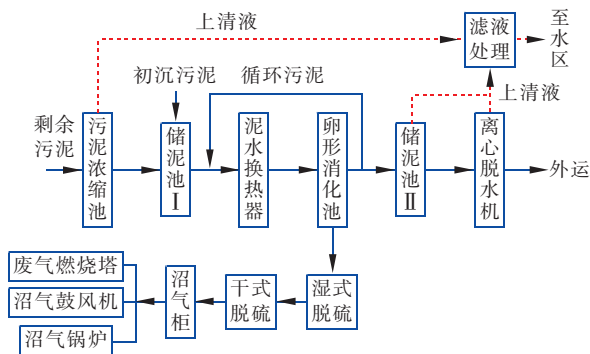 上清液
滤液
处理
至
水
区
初沉污泥
循环污泥
上清液
剩余
污泥
污泥浓缩池
储泥池Ⅰ
泥水换热器
卵形消化池
储泥池Ⅱ
离心脱水机
外运
废气燃烧塔
沼气鼓风机
沼气锅炉
沼气柜
干式
脱硫
湿式
脱硫